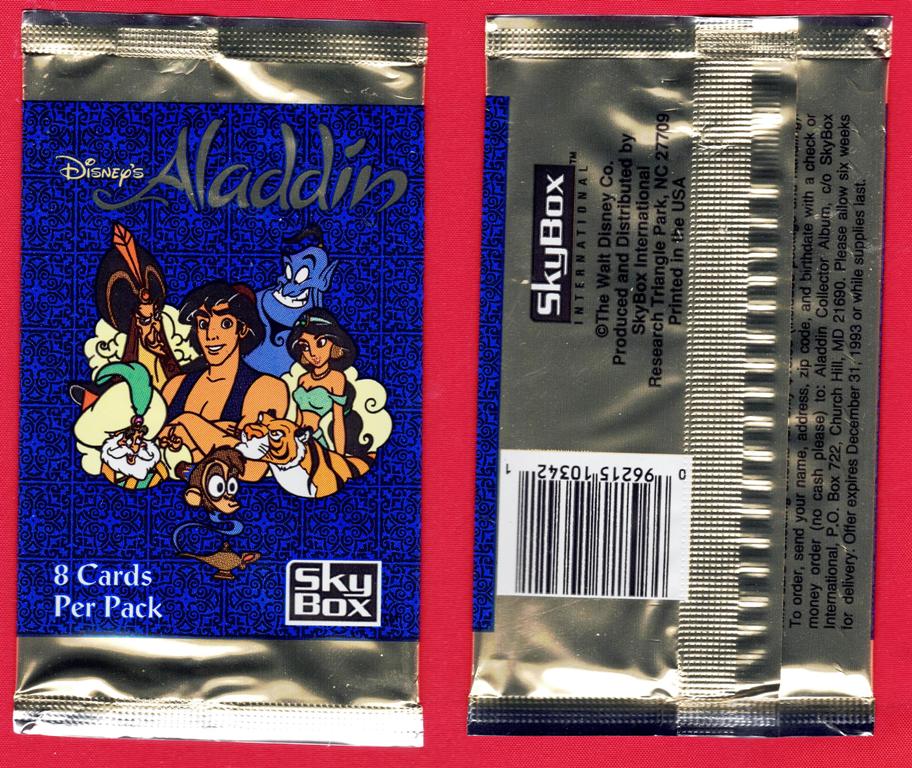 Disney's Aladdin
8 Cards
Per Pack
Sky
Box
SkyBox™
INTERNATIONAL
©The Walt Disney Co.
Produced and Distributed by
SkyBox International
Research Triangle Park, NC 27709
Printed in the USA
0 96215 10342 1
To order, send your name, address, zip code, and birthdate with a check or
money order (no cash please) to: Aladdin Collector Album, c/o SkyBox
International, P.O. Box 722, Church Hill, MD 21690. Please allow six weeks
for delivery. Offer expires December 31, 1993 or while supplies last.